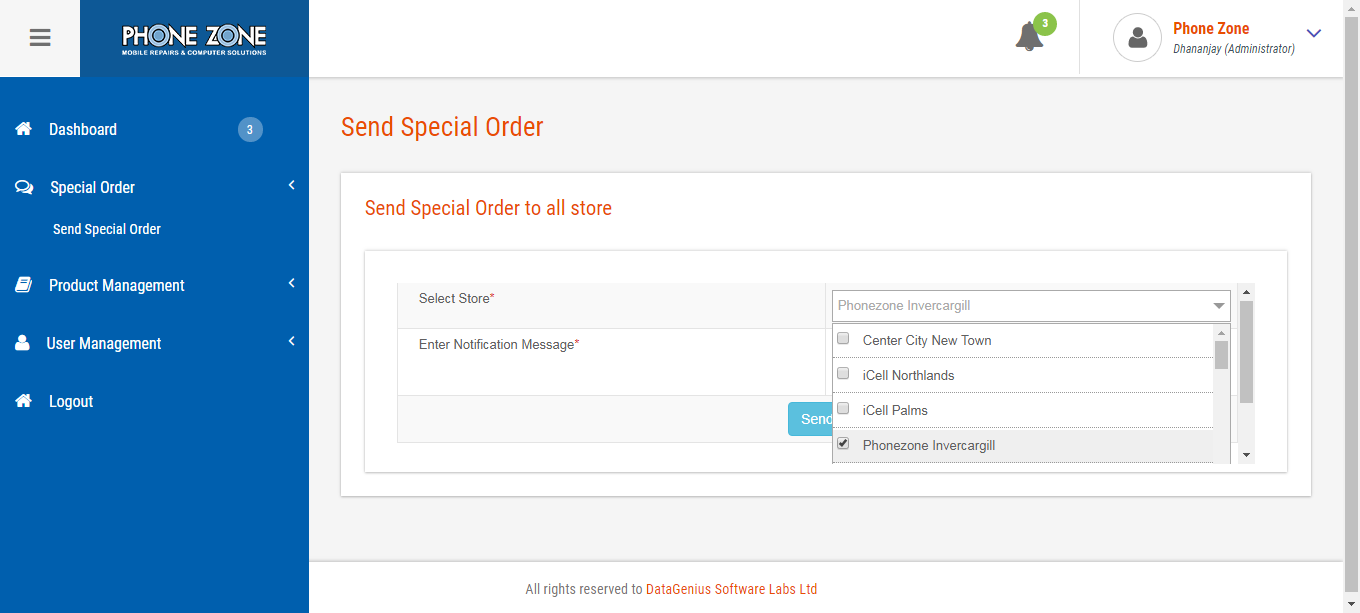 PHONE ZONE
MOBILE REPAIRS & COMPUTER SOLUTIONS
3
Phone Zone
Dhananjay (Administrator)
Dashboard 3
Special Order
Send Special Order
Product Management
User Management
Logout
Send Special Order
Send Special Order to all store
Select Store*
Phonezone Invercargill
Enter Notification Message*
Center City New Town
iCell Northlands
iCell Palms
Phonezone Invercargill
Send
All rights reserved to DataGenius Software Labs Ltd